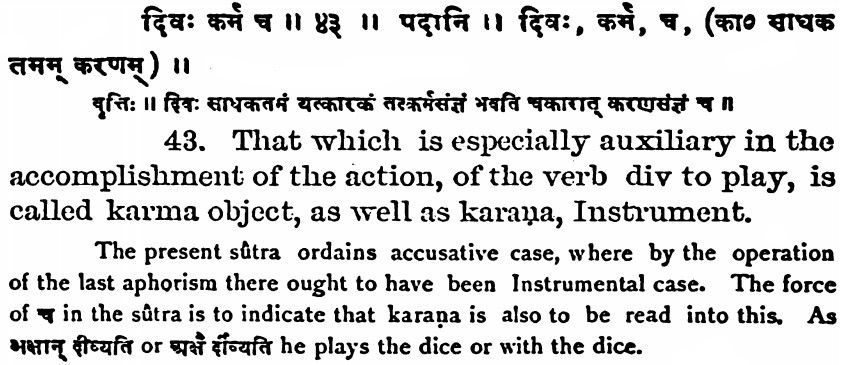 दिवः कर्म च ॥ ४३ ॥ पदानि ॥ दिवः, कर्म, च, (का० साधक
तमम् करणम्) ॥
वृत्तिः ॥ दिवः साधकतमं यत्कारकं तत्कर्मसंज्ञं भवति चकारात् करणसंज्ञं च ॥
43. That which is especially auxiliary in the
accomplishment of the action, of the verb div to play, is
called karma object, as well as karaṇa, Instrument.
The present sûtra ordains accusative case, where by the operation
of the last aphorism there ought to have been Instrumental case. The force
of च in the sûtra is to indicate that karaṇa is also to be read into this. As
अक्षान् दीव्यति or अक्षै र्दीव्यति he plays the dice or with the dice.